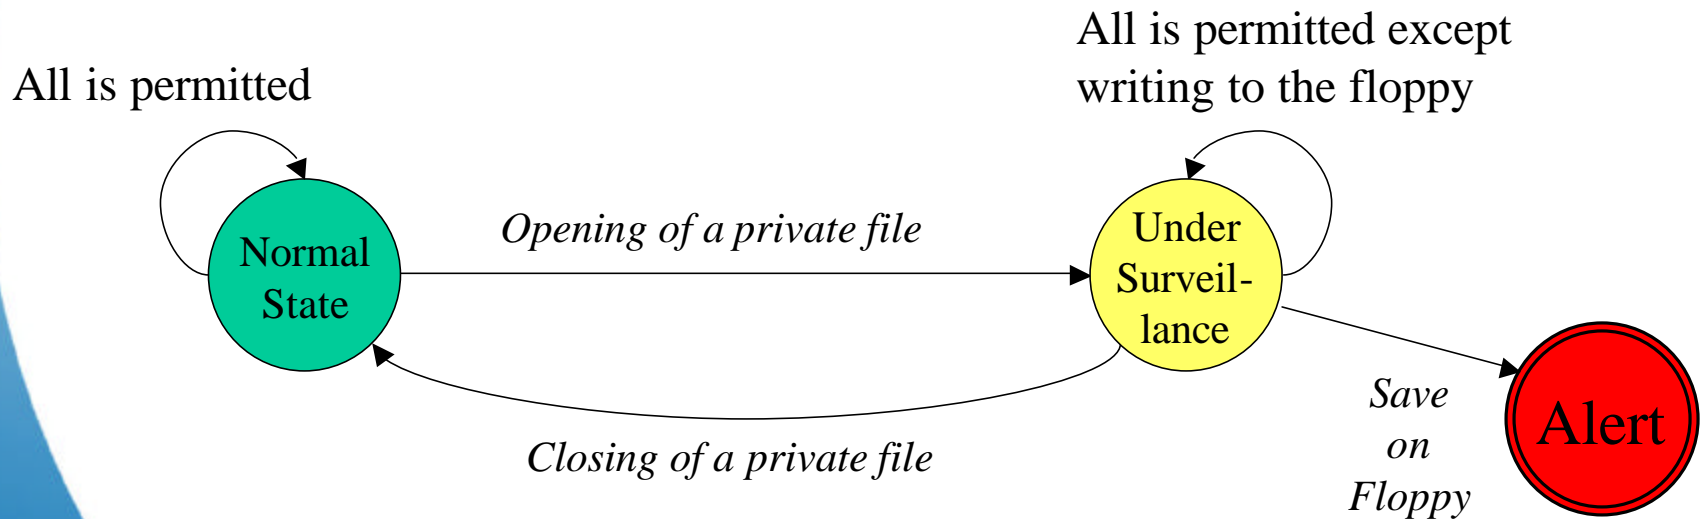 All is permitted
All is permitted except
writing to the floppy
Normal
State
Opening of a private file
Under
Surveil-
lance
Closing of a private file
Save
on
Floppy
Alert